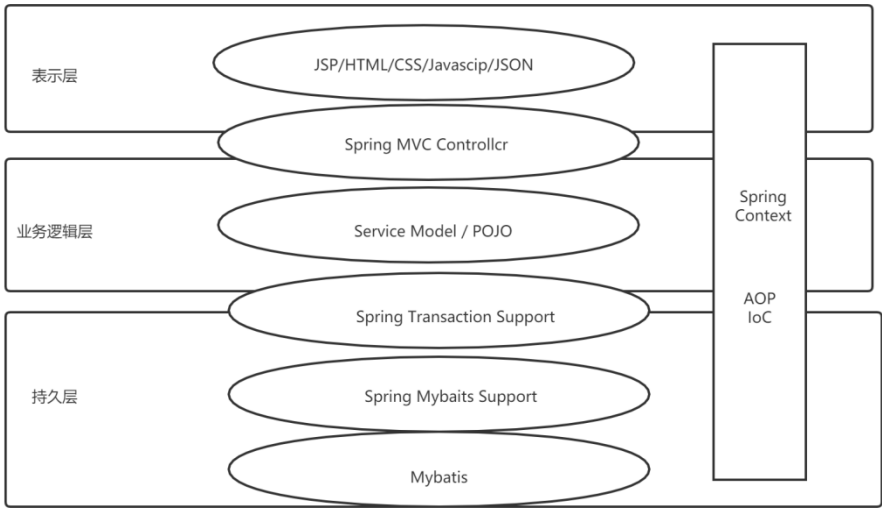 表示层
JSP/HTML/CSS/Javascip/JSON
Spring MVC Controllcr
业务逻辑层
Service Model / POJO
Spring
Context
AOP
IoC
Spring Transaction Support
持久层
Spring Mybaits Support
Mybatis